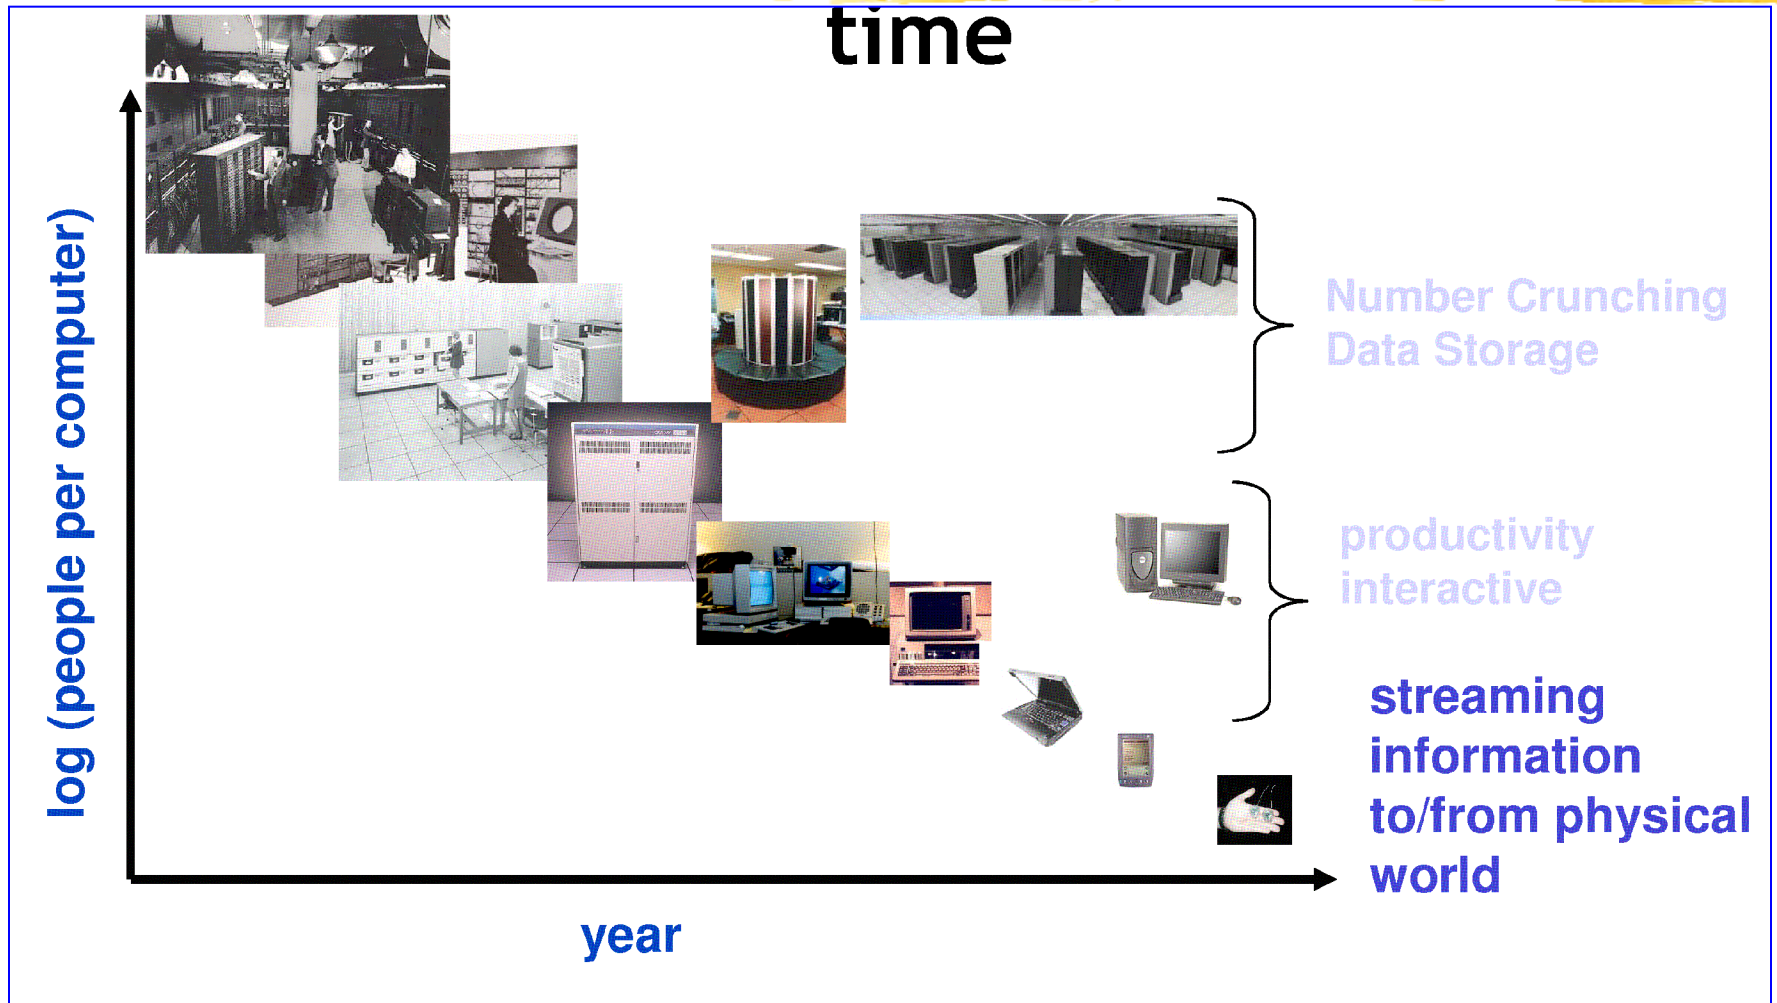 time
log (people per computer)
Number Crunching
Data Storage
productivity
interactive
streaming
information
to/from physical
world
year